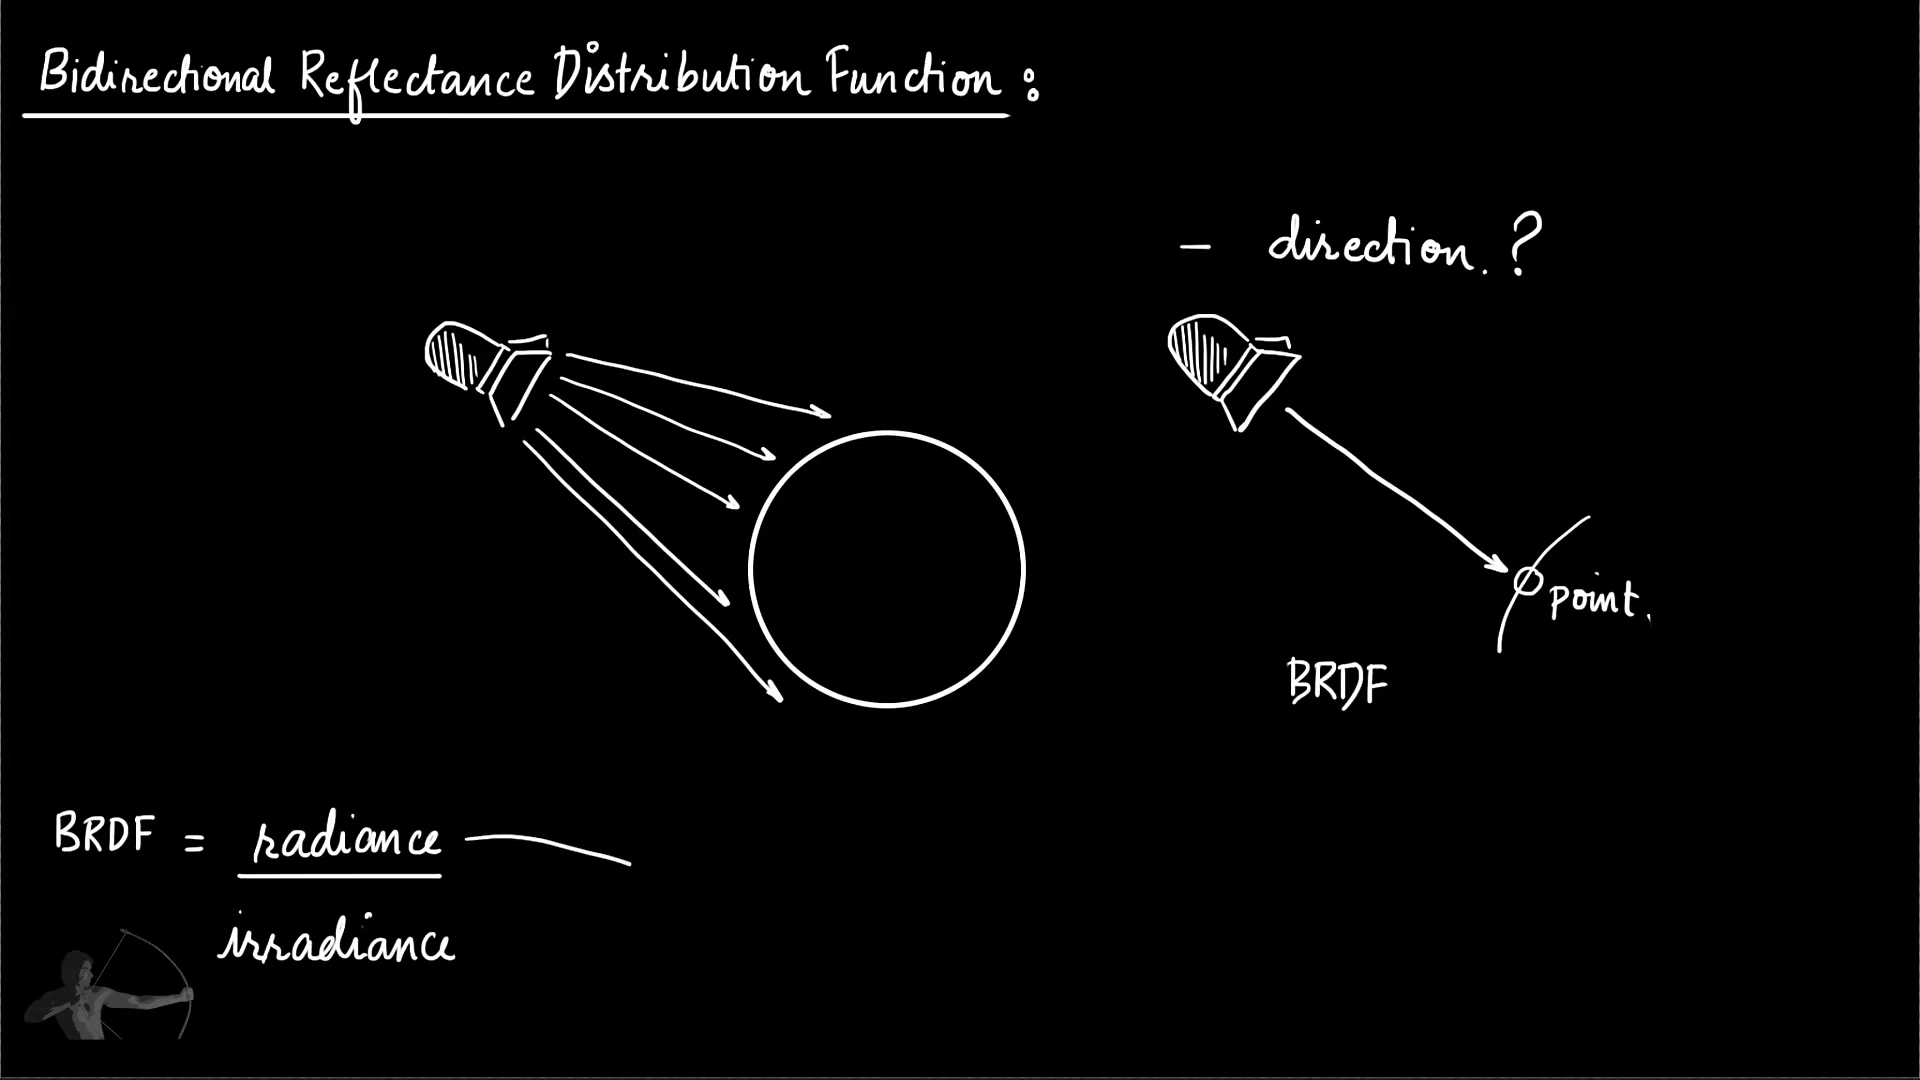 Bidirectional Reflectance Distribution Function :
- direction. ?
point.
BRDF
BRDF = radiance
irradiance